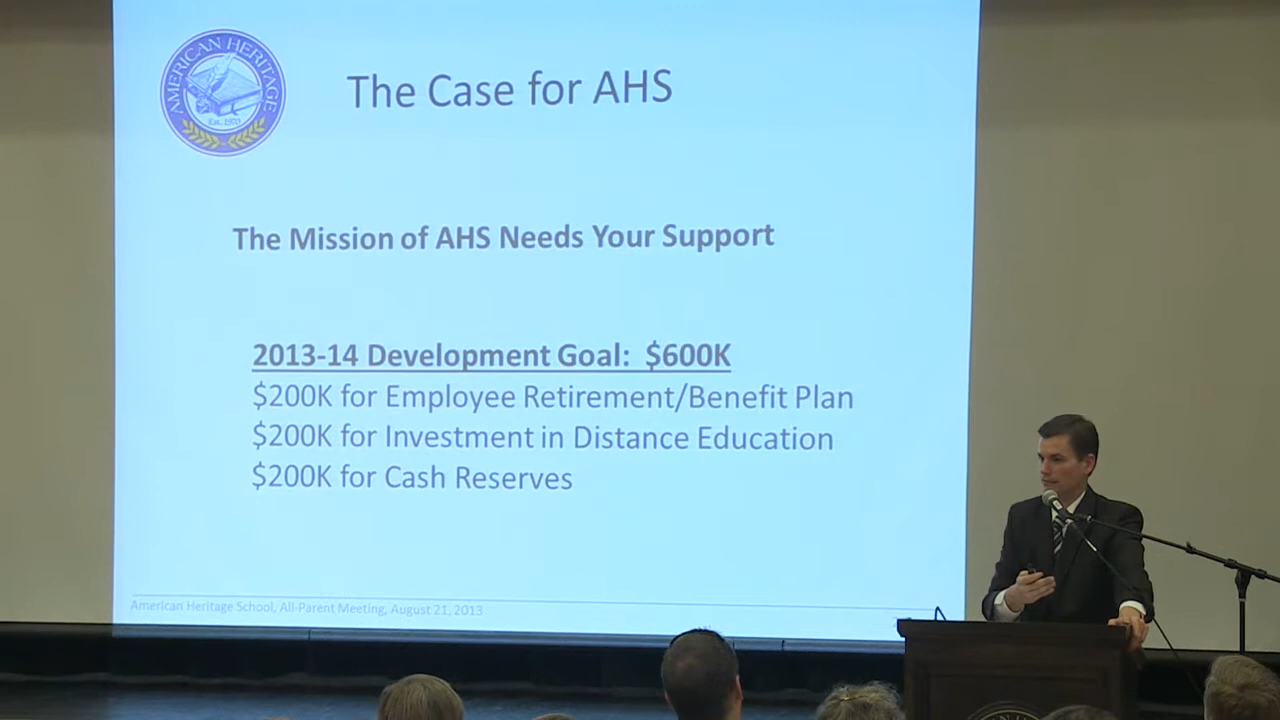 AMERICAN HERITAGE
Est. 1970
The Case for AHS
The Mission of AHS Needs Your Support
2013-14 Development Goal: $600K
$200K for Employee Retirement/Benefit Plan
$200K for Investment in Distance Education
$200K for Cash Reserves
American Heritage School, All-Parent Meeting, August 21, 2013